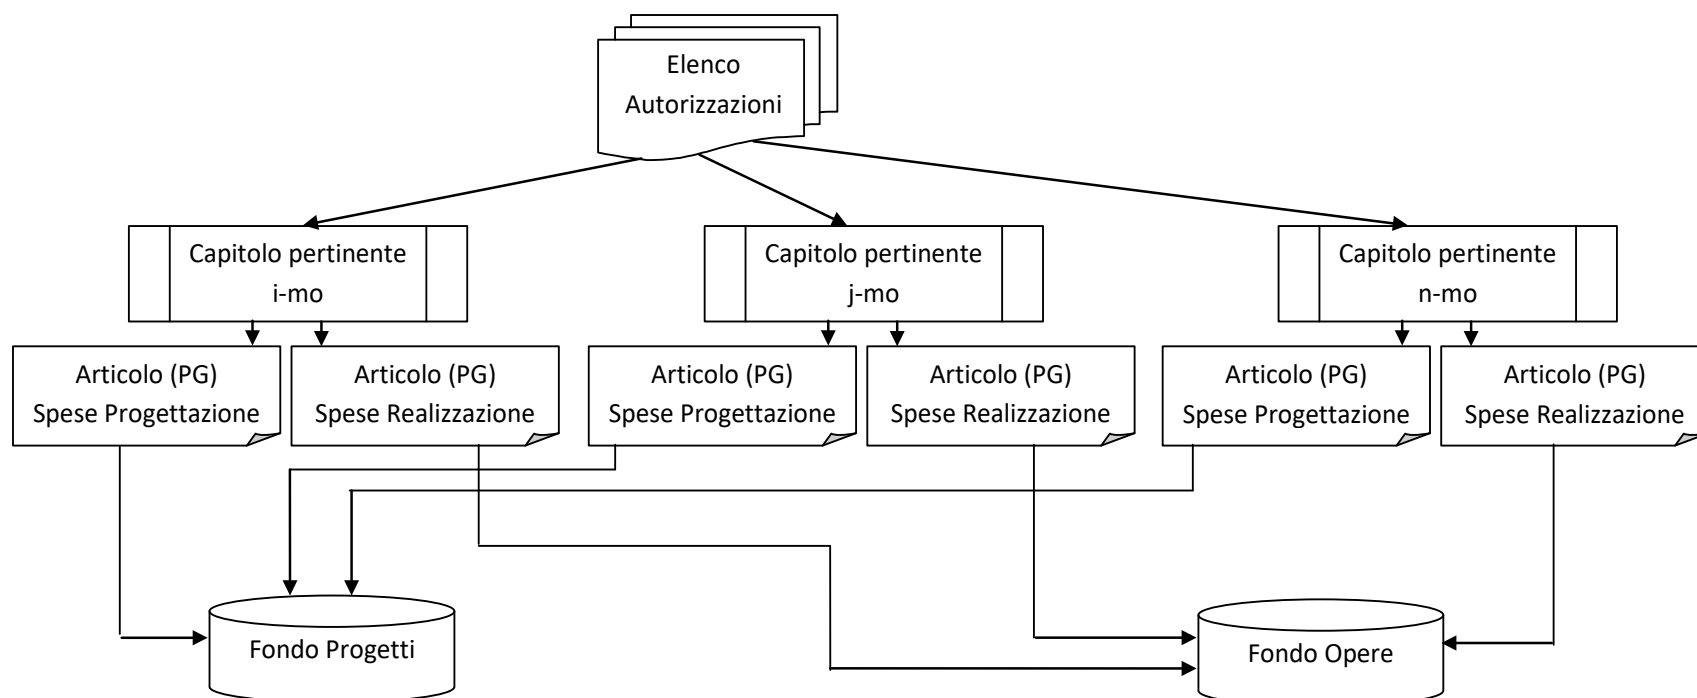 Elenco
Autorizzazioni
Capitolo pertinente
i-mo
Capitolo pertinente
j-mo
Capitolo pertinente
n-mo
Articolo (PG)
Spese Progettazione
Articolo (PG)
Spese Realizzazione
Articolo (PG)
Spese Progettazione
Articolo (PG)
Spese Realizzazione
Articolo (PG)
Spese Progettazione
Articolo (PG)
Spese Realizzazione
Fondo Progetti
Fondo Opere